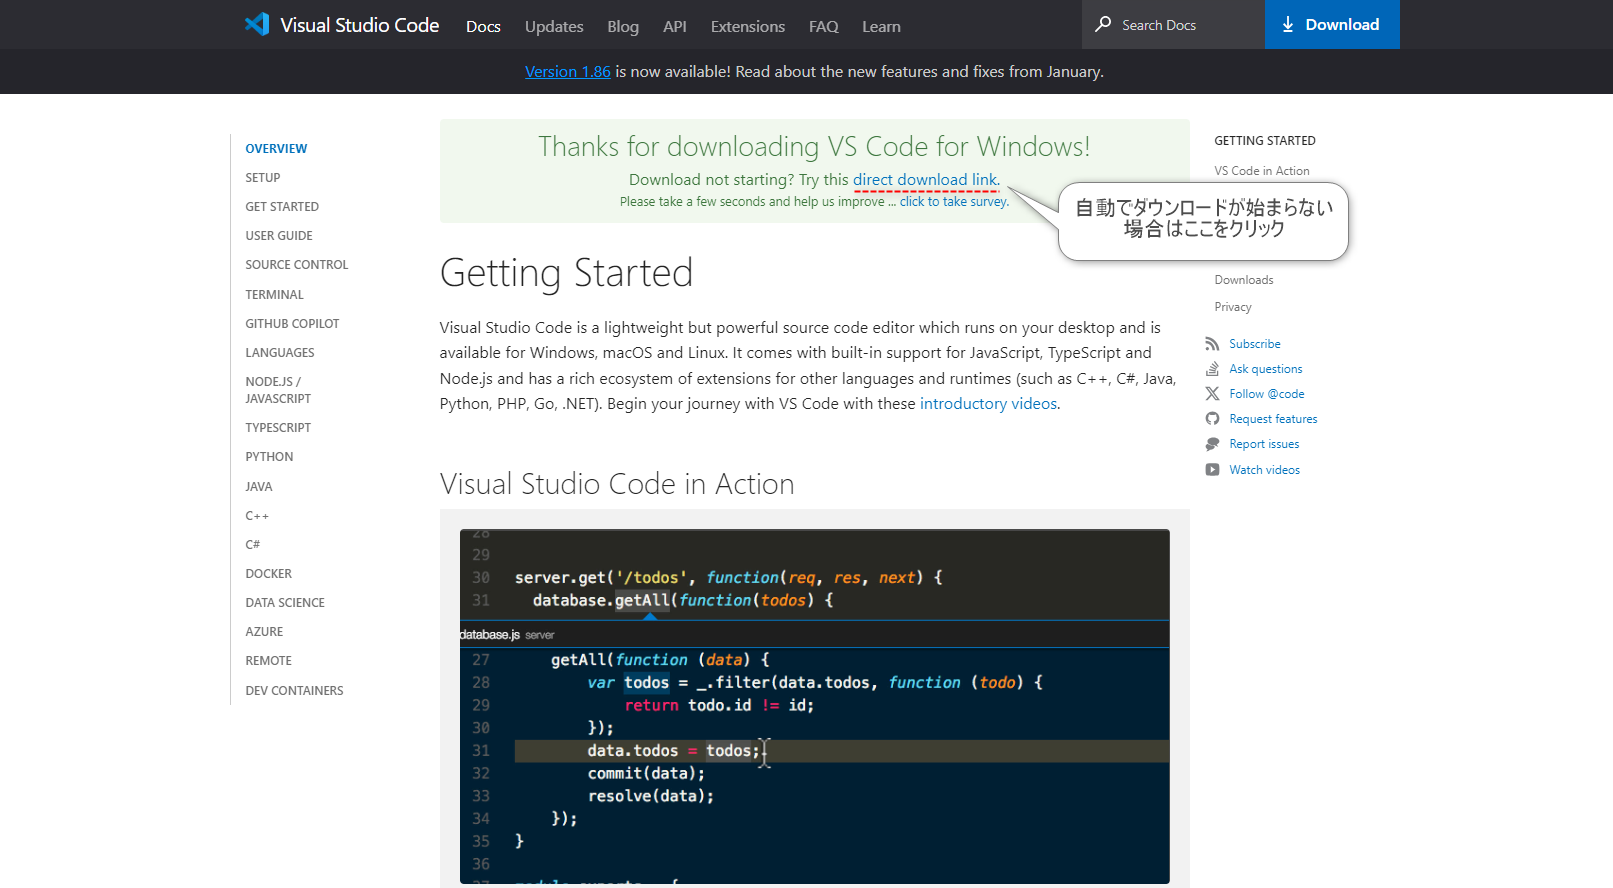 Visual Studio Code
Docs
Updates
Blog
API
Extensions
FAQ
Learn
Search Docs
Download
Version 1.86 is now available! Read about the new features and fixes from January.
OVERVIEW
SETUP
GET STARTED
USER GUIDE
SOURCE CONTROL
TERMINAL
GITHUB COPILOT
LANGUAGES
NODE.JS /
JAVASCRIPT
TYPESCRIPT
PYTHON
JAVA
C++
C#
DOCKER
DATA SCIENCE
AZURE
REMOTE
DEV CONTAINERS
Thanks for downloading VS Code for Windows!
Download not starting? Try this direct download link.
Please take a few seconds and help us improve ... click to take survey.
自動でダウンロードが始まらない
場合はここをクリック
Getting Started
Visual Studio Code is a lightweight but powerful source code editor which runs on your desktop and is
available for Windows, macOS and Linux. It comes with built-in support for JavaScript, TypeScript and
Node.js and has a rich ecosystem of extensions for other languages and runtimes (such as C++, C#, Java,
Python, PHP, Go, .NET). Begin your journey with VS Code with these introductory videos.
Visual Studio Code in Action
28
29
30 server.get('/todos', function(req, res, next) {
31 database.getAll(function(todos) {
database.js server
27 getAll(function (data) {
28 var todos = _.filter(data.todos, function (todo) {
29 return todo.id != id;
30 });
31 data.todos = todos;
32 commit(data);
33 resolve(data);
34 });
35 }
36
GETTING STARTED
VS Code in Action
Downloads
Privacy
Subscribe
Ask questions
Follow @code
Request features
Report issues
Watch videos